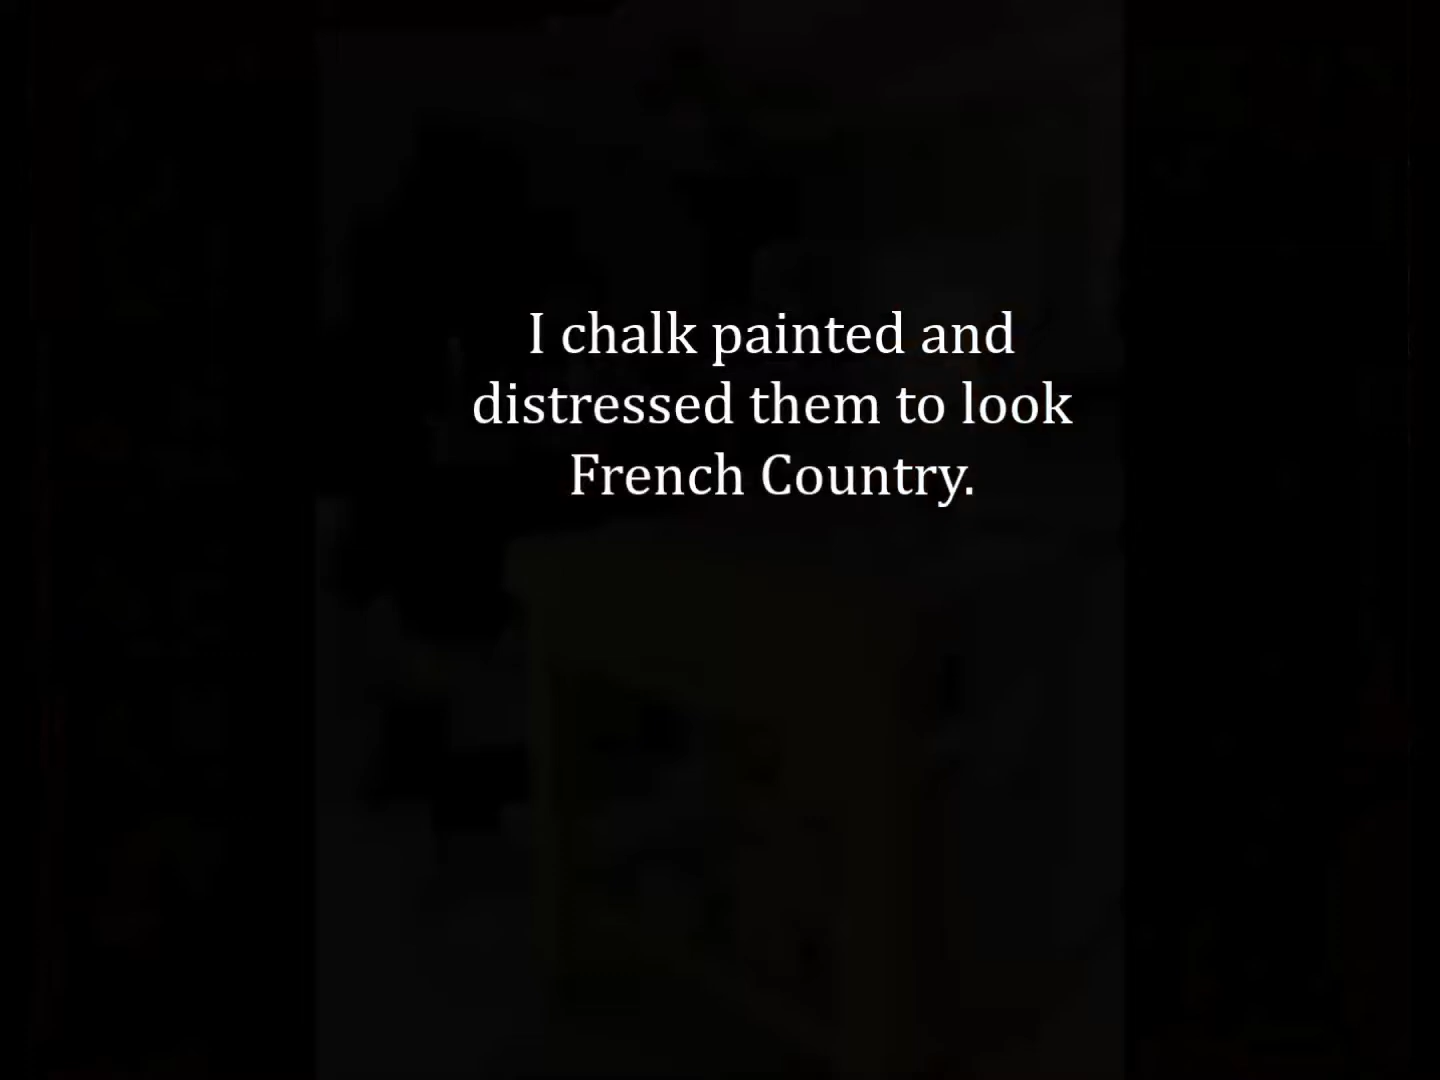 I chalk painted and
distressed them to look
French Country.